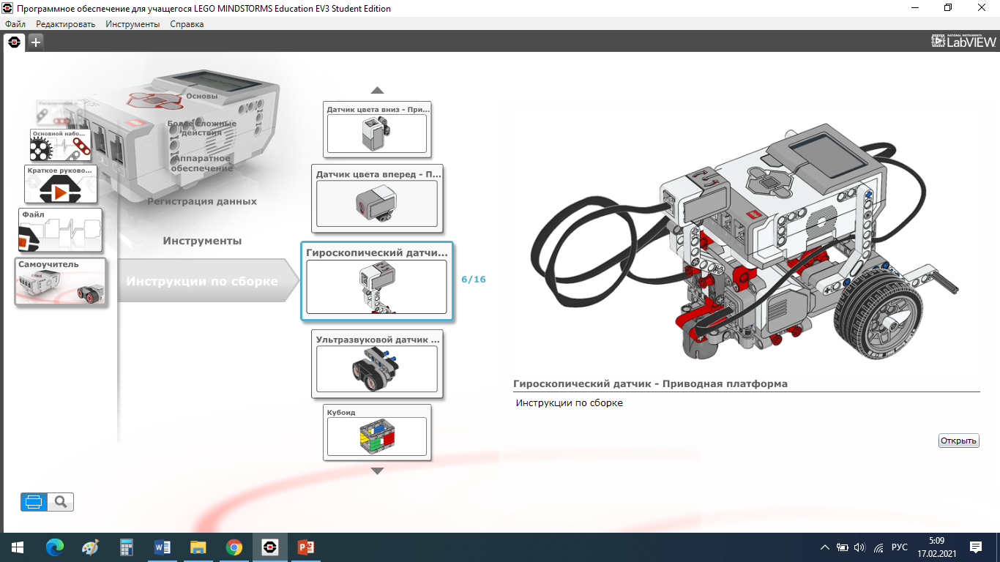 Программное обеспечение для учащегося LEGO MINDSTORMS Education EV3 Student Edition
Файл Редактировать Инструменты Справка
NATIONAL INSTRUMENTS
LabVIEW
Основной набо...
Краткое руково...
Файл
Самоучитель
Основы
Более сложные
действия
Аппаратное
обеспечение
Регистрация данных
Инструменты
Инструкции по сборке
Датчик цвета вниз - При...
Датчик цвета вперед - П...
Гироскопический датчи...
6/16
Ультразвуковой датчик ...
Кубоид
Гироскопический датчик - Приводная платформа
Инструкции по сборке
Открыть
РУС
5:09
17.02.2021